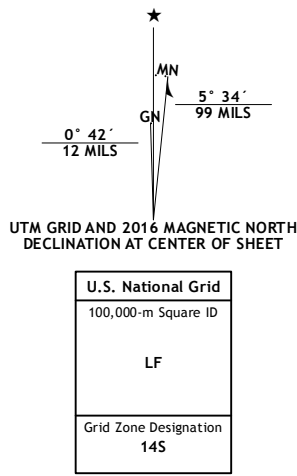 ★
MN
GN
5° 34´
99 MILS
0° 42´
12 MILS
UTM GRID AND 2016 MAGNETIC NORTH
DECLINATION AT CENTER OF SHEET
U.S. National Grid
100,000-m Square ID
LF
Grid Zone Designation
14S